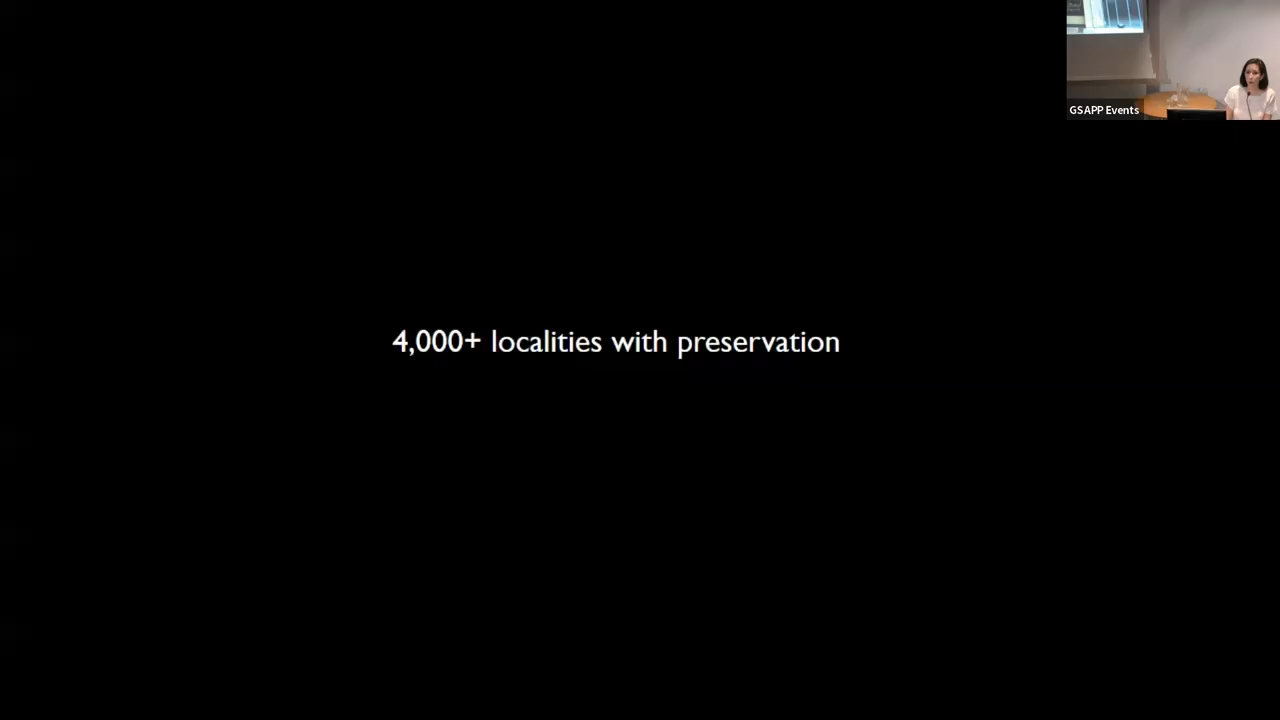 GSAPP Events
4,000+ localities with preservation